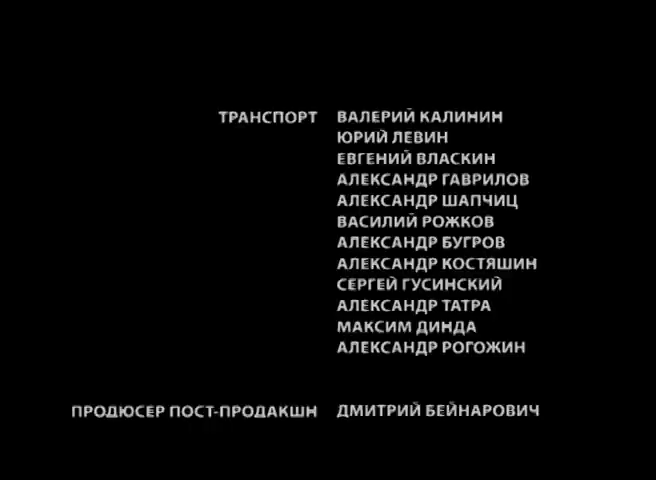 ТРАНСПОРТ ВАЛЕРИЙ КАЛИНИН
ЮРИЙ ЛЕВИН
ЕВГЕНИЙ ВЛАСКИН
АЛЕКСАНДР ГАВРИЛОВ
АЛЕКСАНДР ШАПЧИЦ
ВАСИЛИЙ РОЖКОВ
АЛЕКСАНДР БУГРОВ
АЛЕКСАНДР КОСТЯШИН
СЕРГЕЙ ГУСИНСКИЙ
АЛЕКСАНДР ТАТРА
МАКСИМ ДИНДА
АЛЕКСАНДР РОГОЖИН
ПРОДЮСЕР ПОСТ-ПРОДАКШН ДМИТРИЙ БЕЙНАРОВИЧ